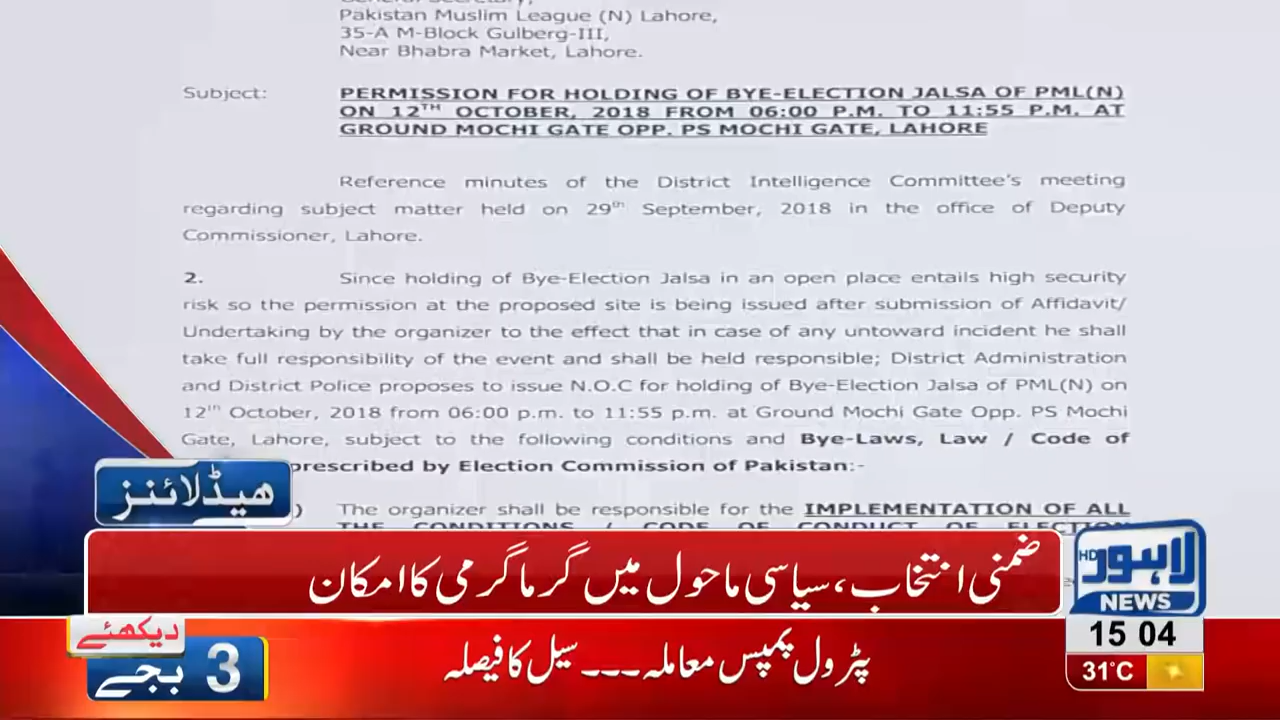 General Secretary,
Pakistan Muslim League (N) Lahore,
35-A M-Block Gulberg-III,
Near Bhabra Market, Lahore.
Subject: PERMISSION FOR HOLDING OF BYE-ELECTION JALSA OF PML(N)
ON 12TH OCTOBER, 2018 FROM 06:00 P.M. TO 11:55 P.M. AT
GROUND MOCHI GATE OPP. PS MOCHI GATE, LAHORE
Reference minutes of the District Intelligence Committee's meeting
regarding subject matter held on 29th September, 2018 in the office of Deputy
Commissioner, Lahore.
2. Since holding of Bye-Election Jalsa in an open place entails high security
risk so the permission at the proposed site is being issued after submission of Affidavit/
Undertaking by the organizer to the effect that in case of any untoward incident he shall
take full responsibility of the event and shall be held responsible; District Administration
and District Police proposes to issue N.O.C for holding of Bye-Election Jalsa of PML(N) on
12th October, 2018 from 06:00 p.m. to 11:55 p.m. at Ground Mochi Gate Opp. PS Mochi
Gate, Lahore, subject to the following conditions and Bye-Laws, Law / Code of
prescribed by Election Commission of Pakistan:-
) The organizer shall be responsible for the IMPLEMENTATION OF ALL
THE CONDITIONS / CODE OF CONDUCT OF ELECTION
ھیڈلائنز
ضمنی انتخاب، سیاسی ماحول میں گرما گرمی کا امکان
HD لاہور
NEWS
15 04
31°C
دیکھئے
3 بجے
پٹرول پمپس معاملہ۔۔۔ سیل کا فیصلہ